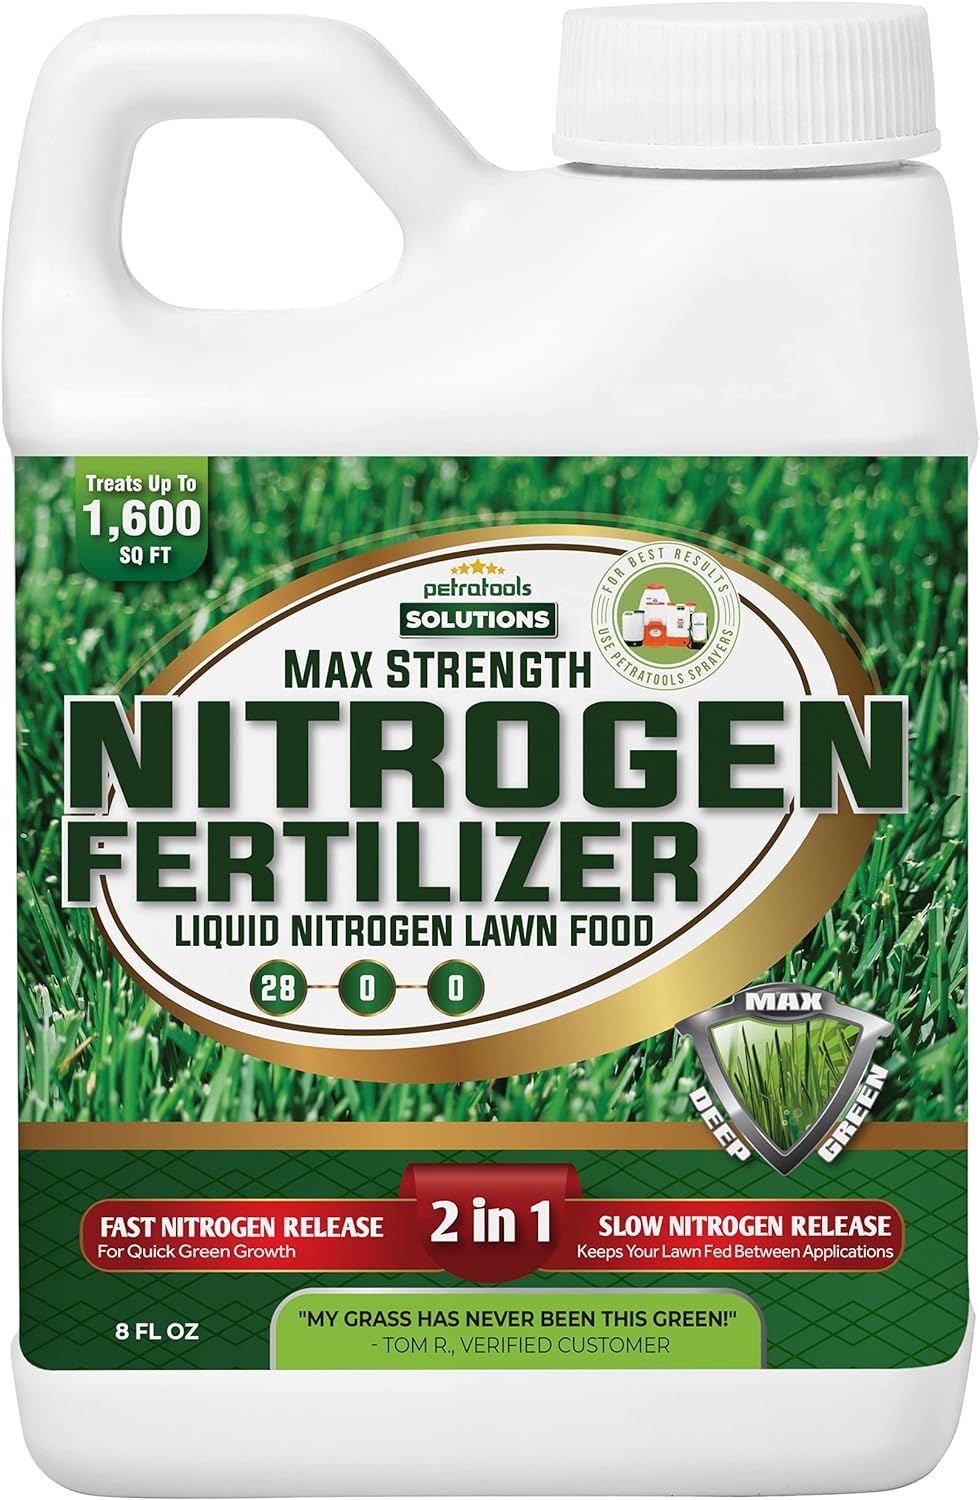 Treats Up To
1,600
SQ FT
petratools
SOLUTIONS
FOR BEST RESULTS
USE PETRATOOLS SPRAYERS
MAX STRENGTH
NITROGEN
FERTILIZER
LIQUID NITROGEN LAWN FOOD
28 0 0
MAX
DEEP GREEN
FAST NITROGEN RELEASE
For Quick Green Growth
2 in 1
SLOW NITROGEN RELEASE
Keeps Your Lawn Fed Between Applications
8 FL OZ
"MY GRASS HAS NEVER BEEN THIS GREEN!"
- TOM R., VERIFIED CUSTOMER